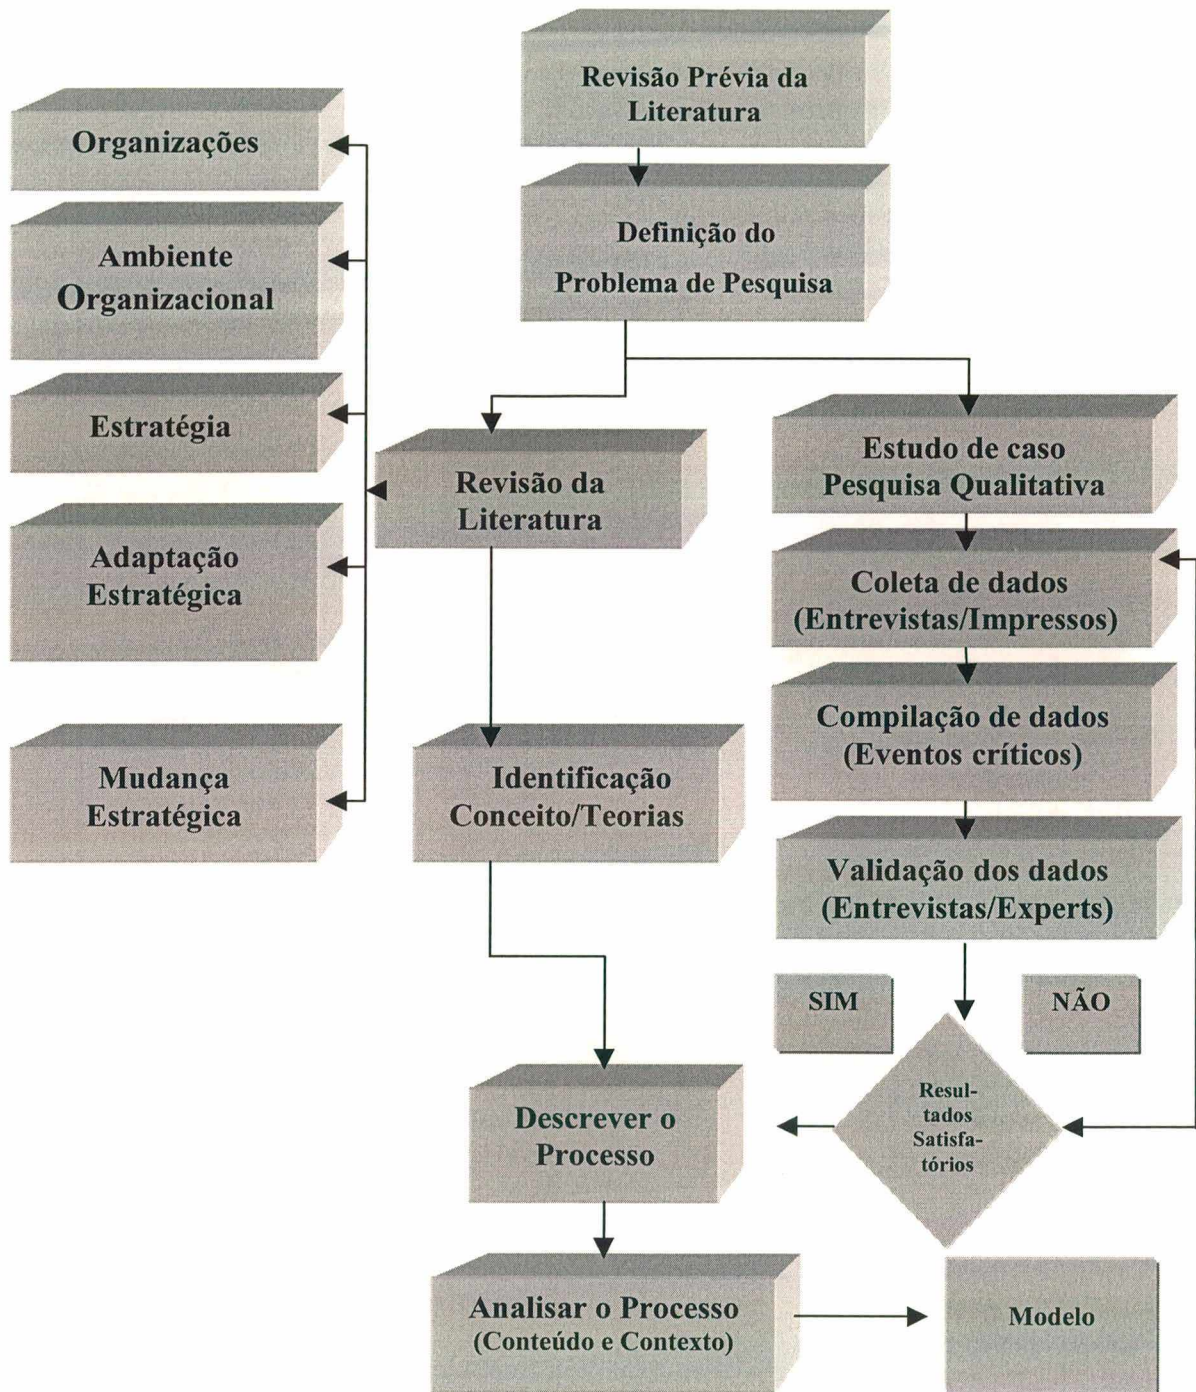 Revisão Prévia da
Literatura
Organizações
Definição do
Problema de Pesquisa
Ambiente
Organizacional
Estratégia
Revisão da
Literatura
Estudo de caso
Pesquisa Qualitativa
Adaptação
Estratégica
Coleta de dados
(Entrevistas/Impressos)
Compilação de dados
(Eventos críticos)
Mudança
Estratégica
Identificação
Conceito/Teorias
Validação dos dados
(Entrevistas/Experts)
SIM
NÃO
Resul-
tados
Satisfa-
tórios
Descrever o
Processo
Analisar o Processo
(Conteúdo e Contexto)
Modelo